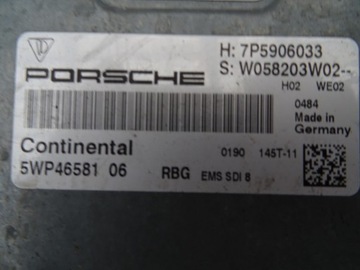 H: 7P5906033
PORSCHE
S: W058203W02--
H02 WE02
0484
Made in
Germany
Continental
0190 145T-11
5WP46581 06
RBG EMS SDI 8